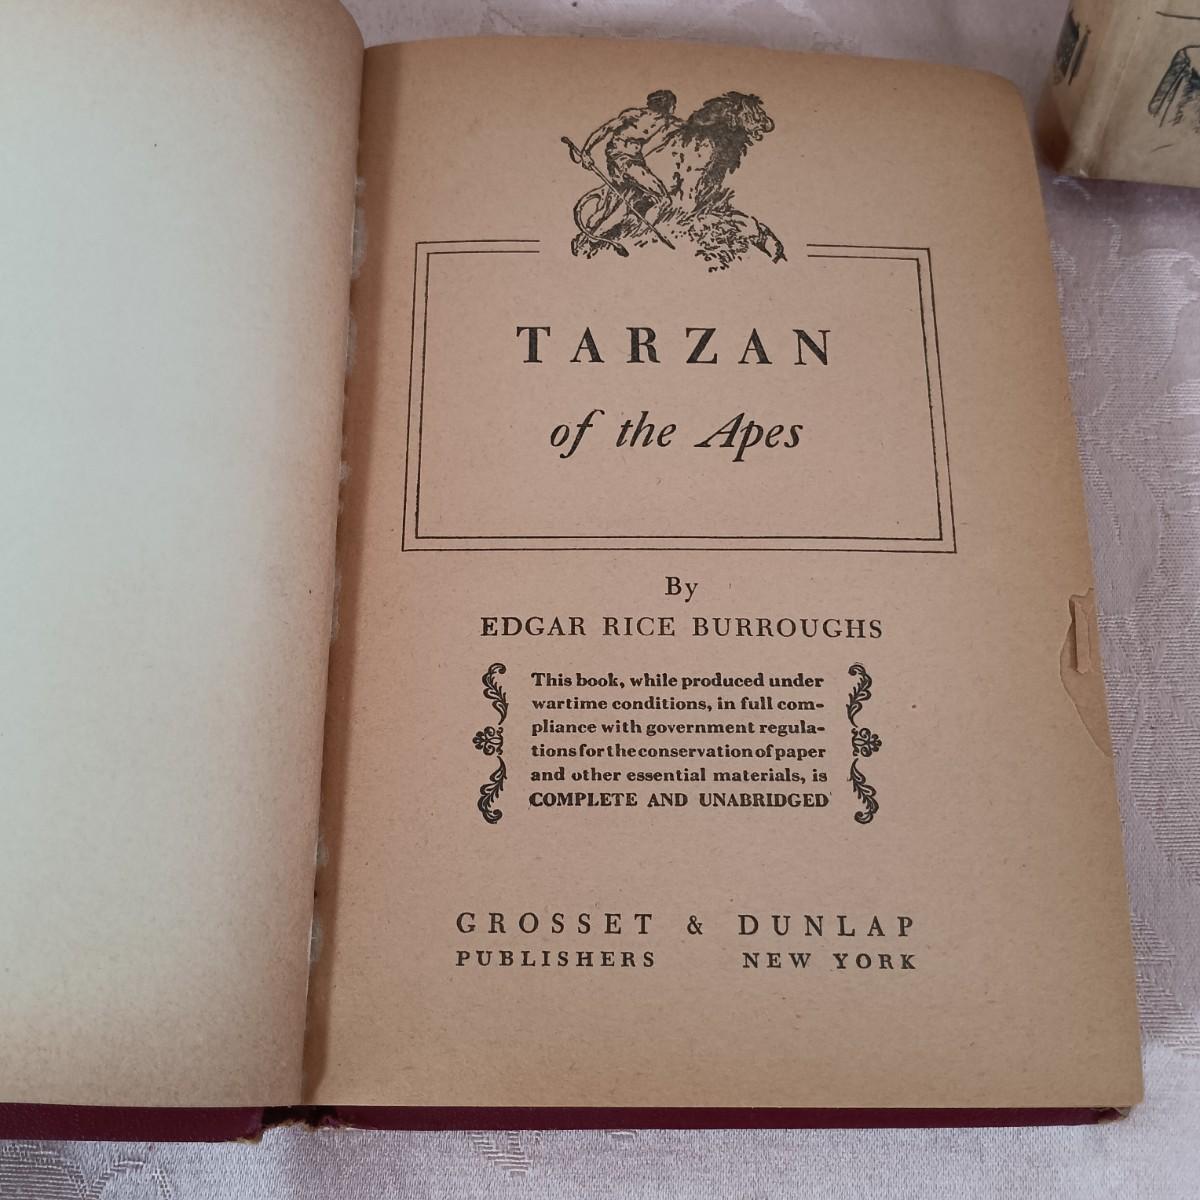 TARZAN
of the Apes
By
EDGAR RICE BURROUGHS
This book, while produced under
wartime conditions, in full com-
pliance with government regula-
tions for the conservation of paper
and other essential materials, is
COMPLETE AND UNABRIDGED
GROSSET & DUNLAP
PUBLISHERS NEW YORK